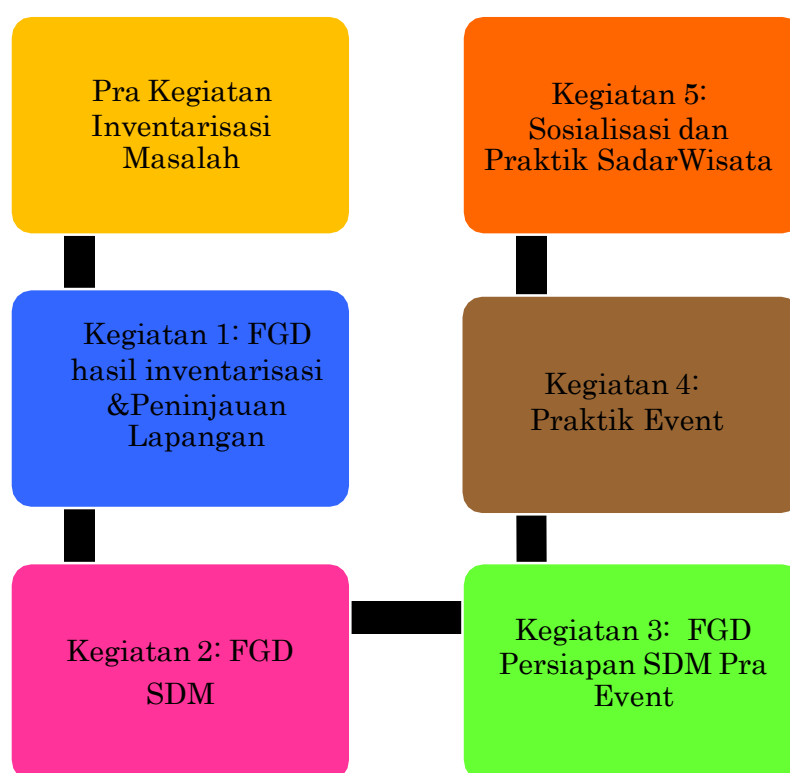 Pra Kegiatan
Inventarisasi
Masalah
Kegiatan 1: FGD
hasil inventarisasi
&Peninjauan
Lapangan
Kegiatan 2: FGD
SDM
Kegiatan 3:  FGD
Persiapan SDM Pra
Event
Kegiatan 4:
Praktik Event
Kegiatan 5:
Sosialisasi dan
Praktik SadarWisata